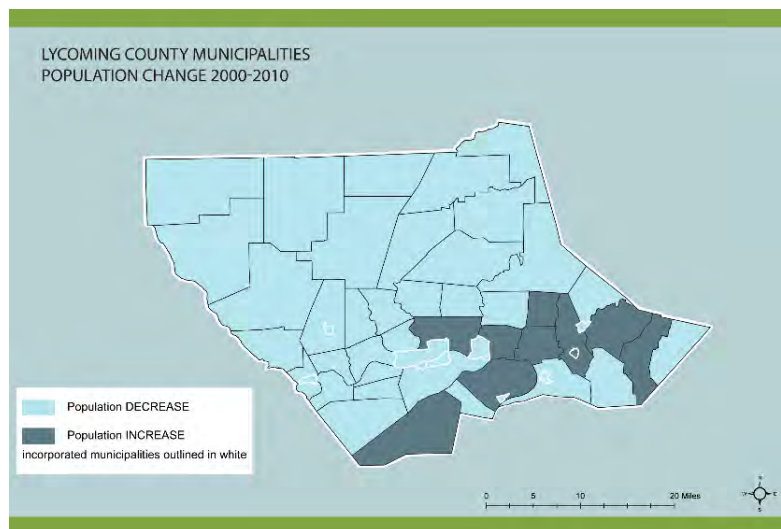 LYCOMING COUNTY MUNICIPALITIES
POPULATION CHANGE 2000-2010
Population DECREASE
Population INCREASE
incorporated municipalities outlined in white
0 5 10 20 Miles